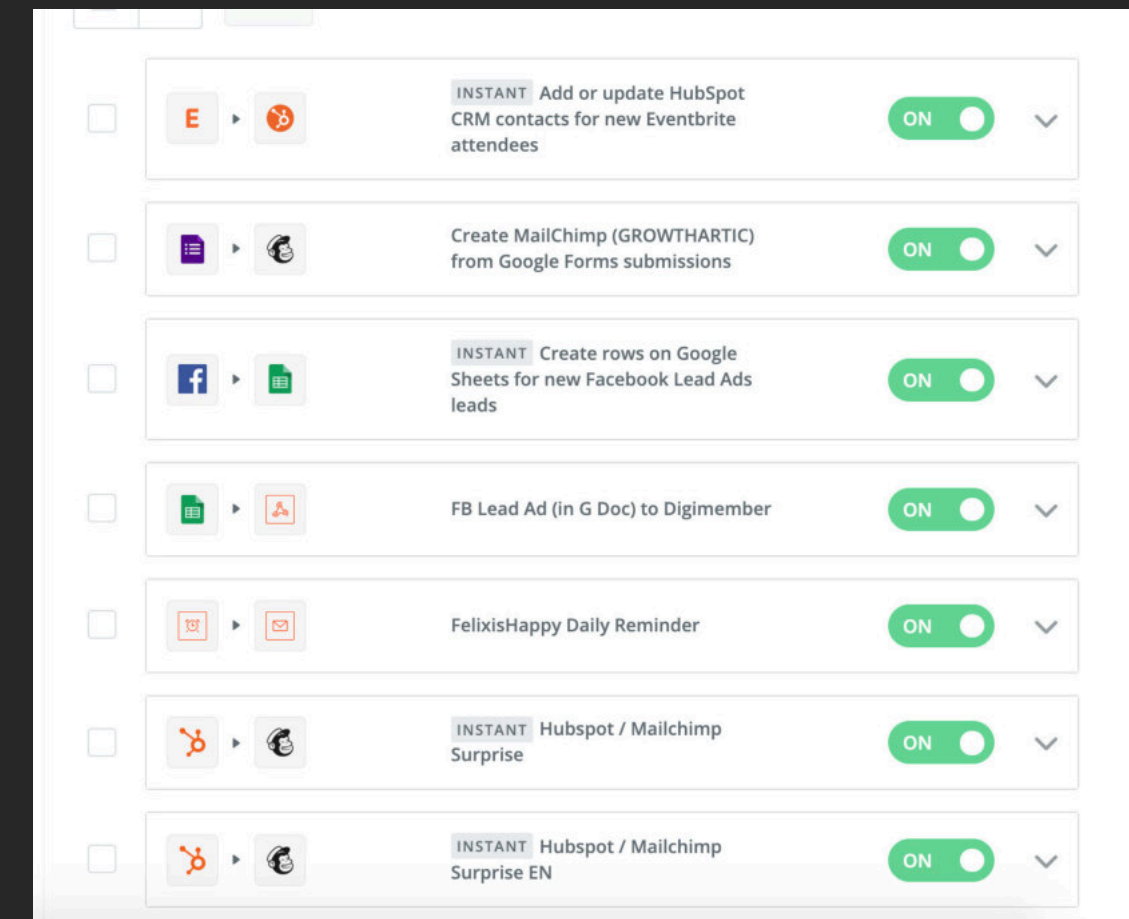 INSTANT Add or update HubSpot
CRM contacts for new Eventbrite
attendees
ON
Create MailChimp (GROWTHARTIC)
from Google Forms submissions
ON
INSTANT Create rows on Google
Sheets for new Facebook Lead Ads
leads
ON
FB Lead Ad (in G Doc) to Digimember
ON
FelixisHappy Daily Reminder
ON
INSTANT Hubspot / Mailchimp
Surprise
ON
INSTANT Hubspot / Mailchimp
Surprise EN
ON